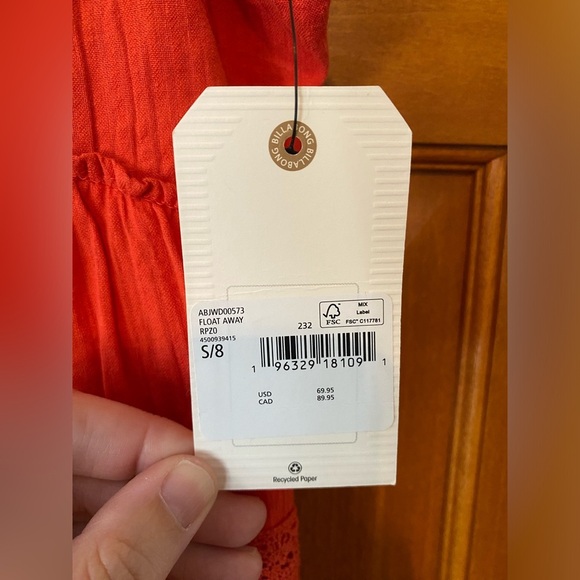 BILLABONG BILLABONG
ABJWD00573
FLOAT AWAY
RPZ0
4500939415
S/8
232
FSC
MIX
Label
FSC® C117781
1 96329 18109 1
USD 69.95
CAD 89.95
Recycled Paper